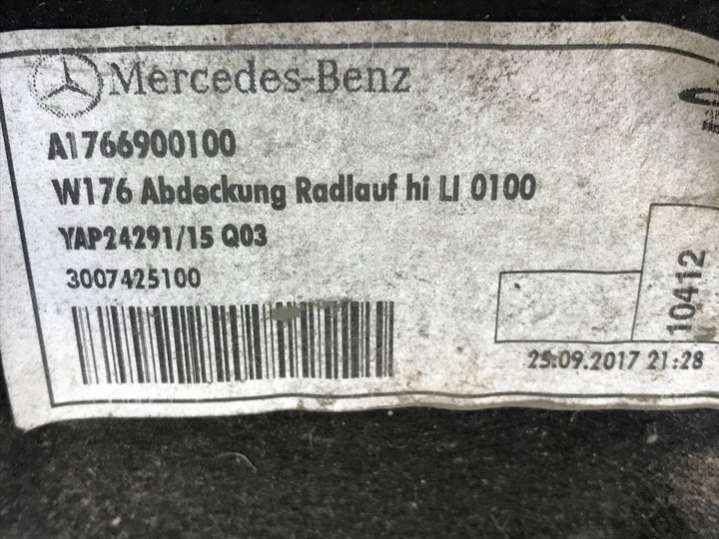 Mercedes-Benz
A1766900100
W176 Abdeckung Radlauf hi LI 0100
YAP24291/15 Q03
3007425100
10412
25.09.2017 21:28